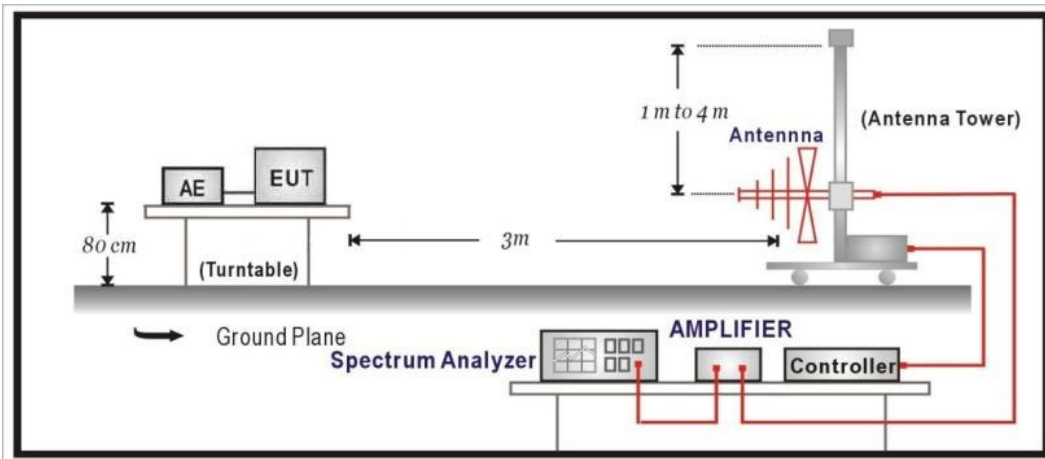 1 m to 4 m
(Antenna Tower)
Antennna
AE
EUT
80 cm
3m
(Turntable)
Ground Plane
AMPLIFIER
Spectrum Analyzer
Controller